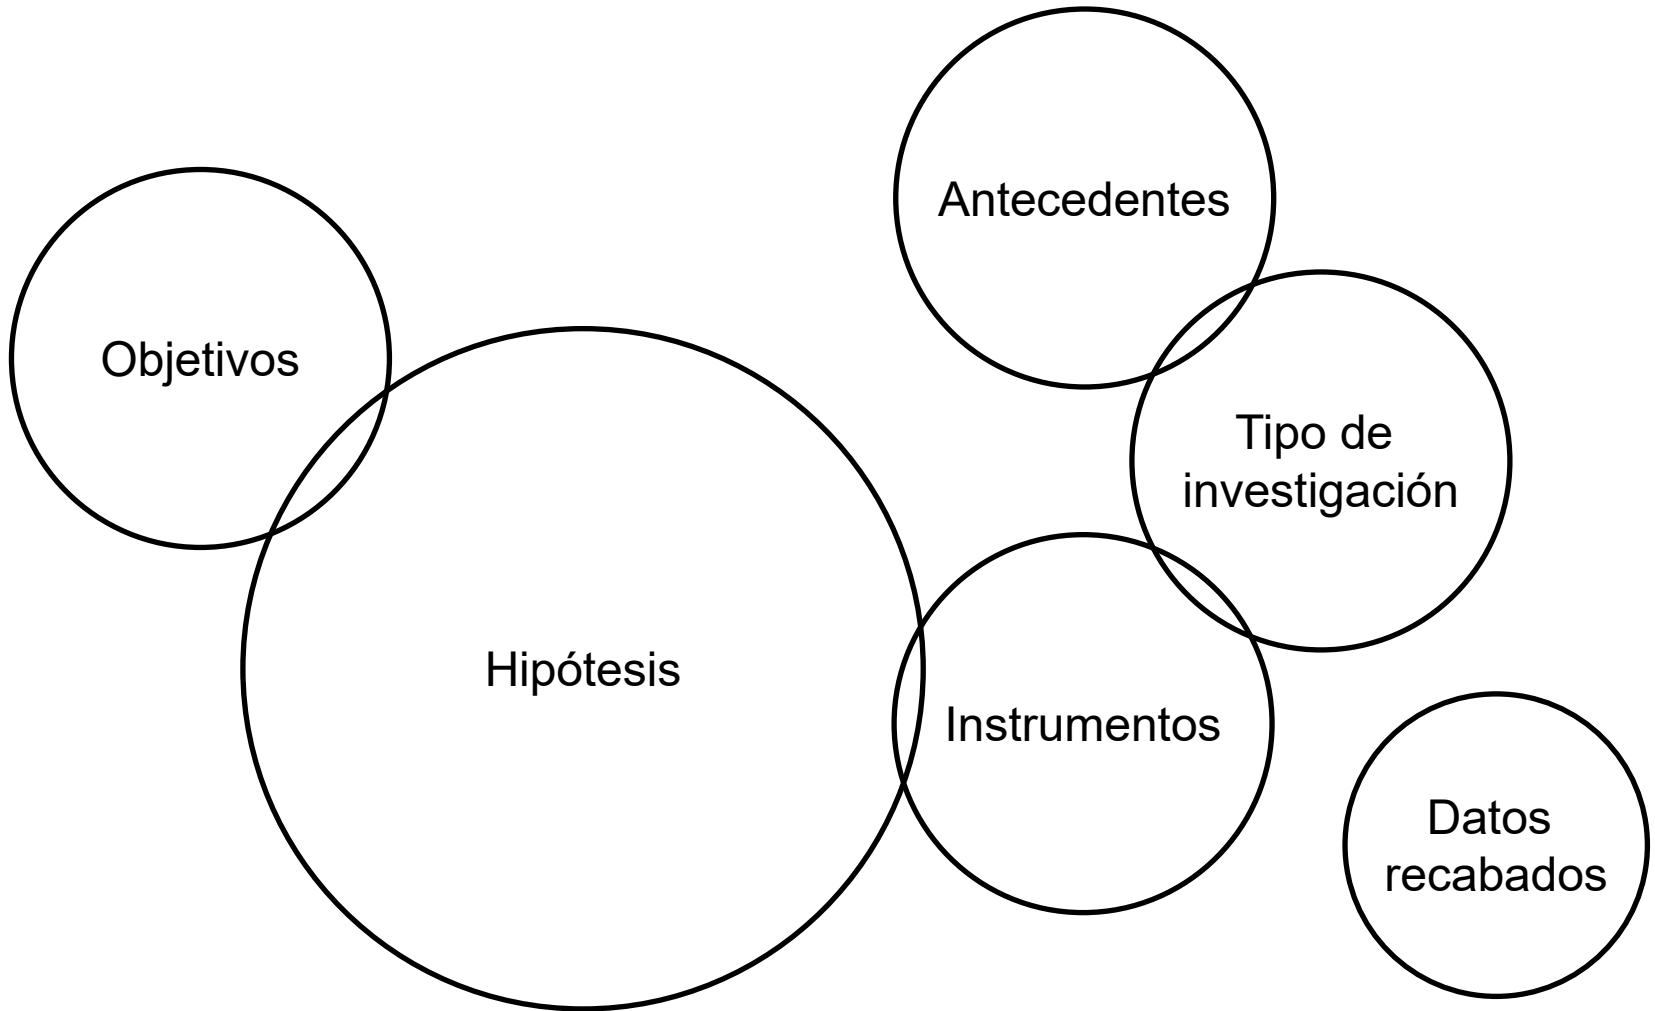 Antecedentes
Objetivos
Tipo de
investigación
Hipótesis
Instrumentos
Datos
recabados